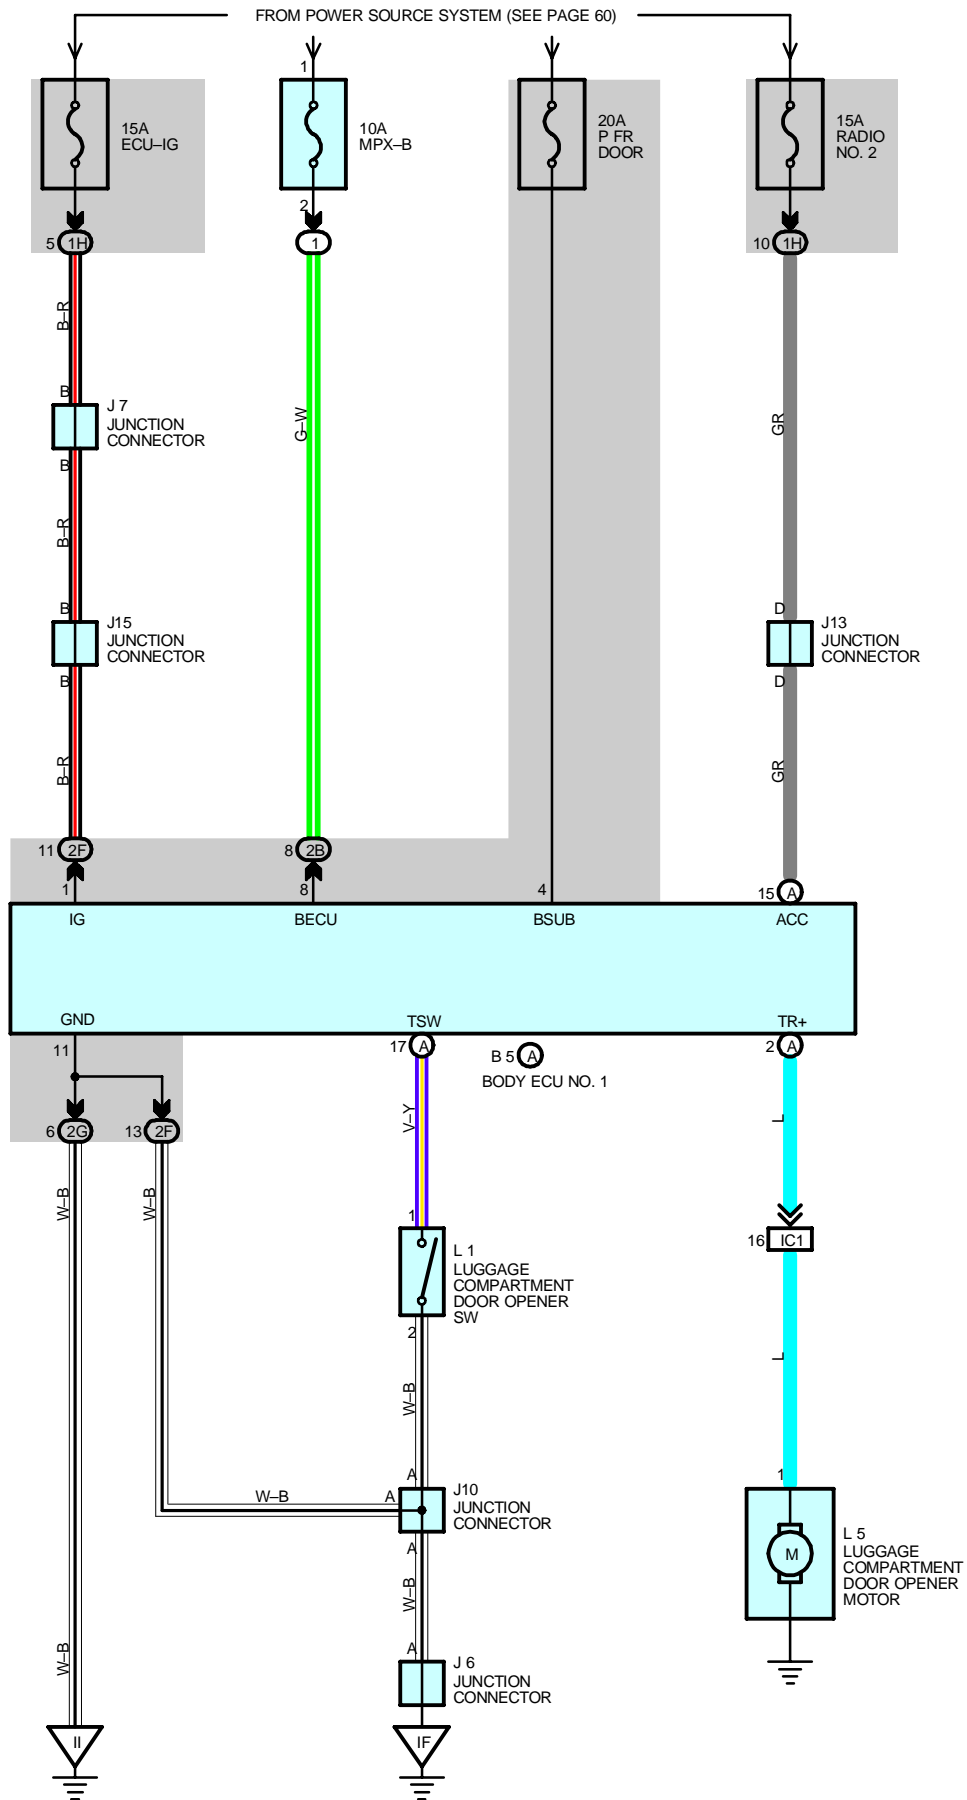 FROM POWER SOURCE SYSTEM (SEE PAGE 60)
1
15A
ECU–IG
10A
MPX–B
20A
P FR
DOOR
15A
RADIO
NO. 2
2
5 1H
1
10 1H
B–R
G–W
GR
B
J 7
JUNCTION
CONNECTOR
B
B–R
B
J15
JUNCTION
CONNECTOR
B
D
J13
JUNCTION
CONNECTOR
D
B–R
GR
11 2F
8 2B
1
8
4
15 A
IG
BECU
BSUB
ACC
GND
TSW
TR+
11
17 A
B 5 A
BODY ECU NO. 1
2 A
6 2G
13 2F
V–Y
L
W–B
W–B
1
L 1
LUGGAGE
COMPARTMENT
DOOR OPENER
SW
2
16 IC1
L
W–B
A
W–B
A
J10
JUNCTION
CONNECTOR
A
1
M
L 5
LUGGAGE
COMPARTMENT
DOOR OPENER
MOTOR
W–B
W–B
A
J 6
JUNCTION
CONNECTOR
II
IF